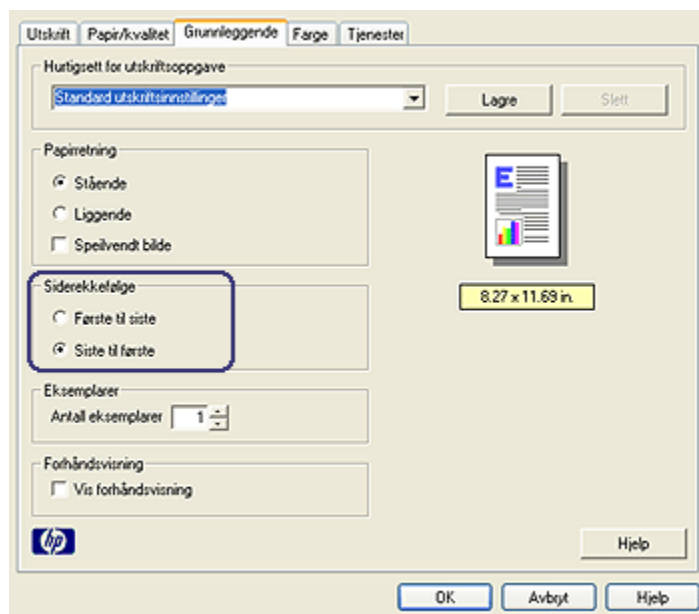 Utskrift Papir/kvalitet Grunnleggende Farge Tjenester
Hurtigsett for utskriftsoppgave
Standard utskriftsinnstillinger Lagre Slett
Papirretning
Stående
Liggende
Speilvendt bilde
E
8.27 x 11.69 in.
Siderekkefølge
Første til siste
Siste til første
Eksemplarer
Antall eksemplarer 1
Forhåndsvisning
Vis forhåndsvisning
hp Hjelp
OK Avbryt Hjelp